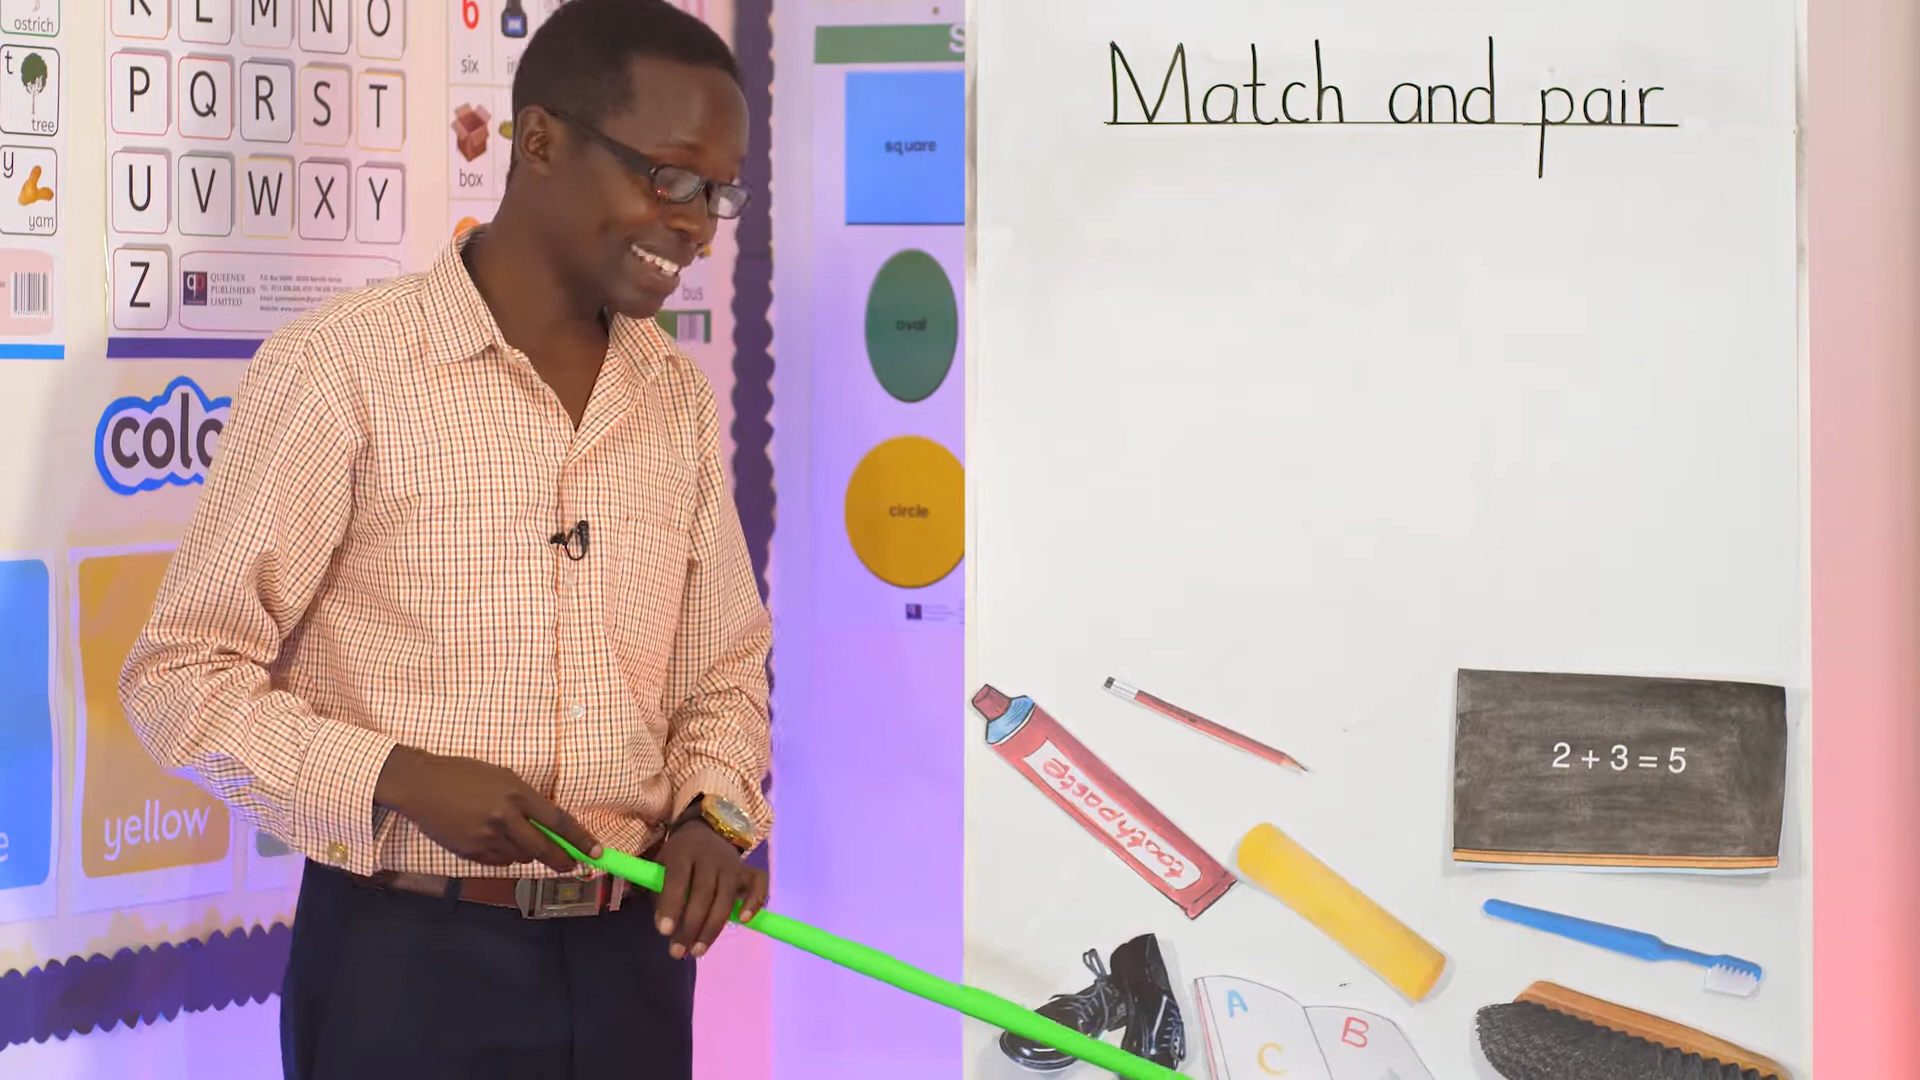 ostrich
t
tree
y
yam
K L M N O
P Q R S T
U V W X Y
Z
QUEENEX
PUBLISHERS
LIMITED
6
six
box
bus
colo
yellow
square
oval
circle
Match and pair
toothpaste
2 + 3 = 5
A
B
C